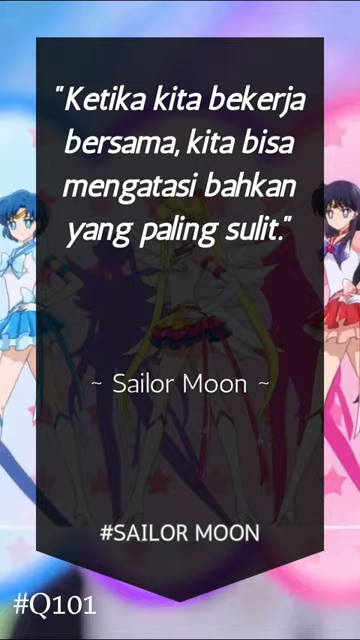 "Ketika kita bekerja
bersama, kita bisa
mengatasi bahkan
yang paling sulit."
~ Sailor Moon ~
#SAILOR MOON
#Q101